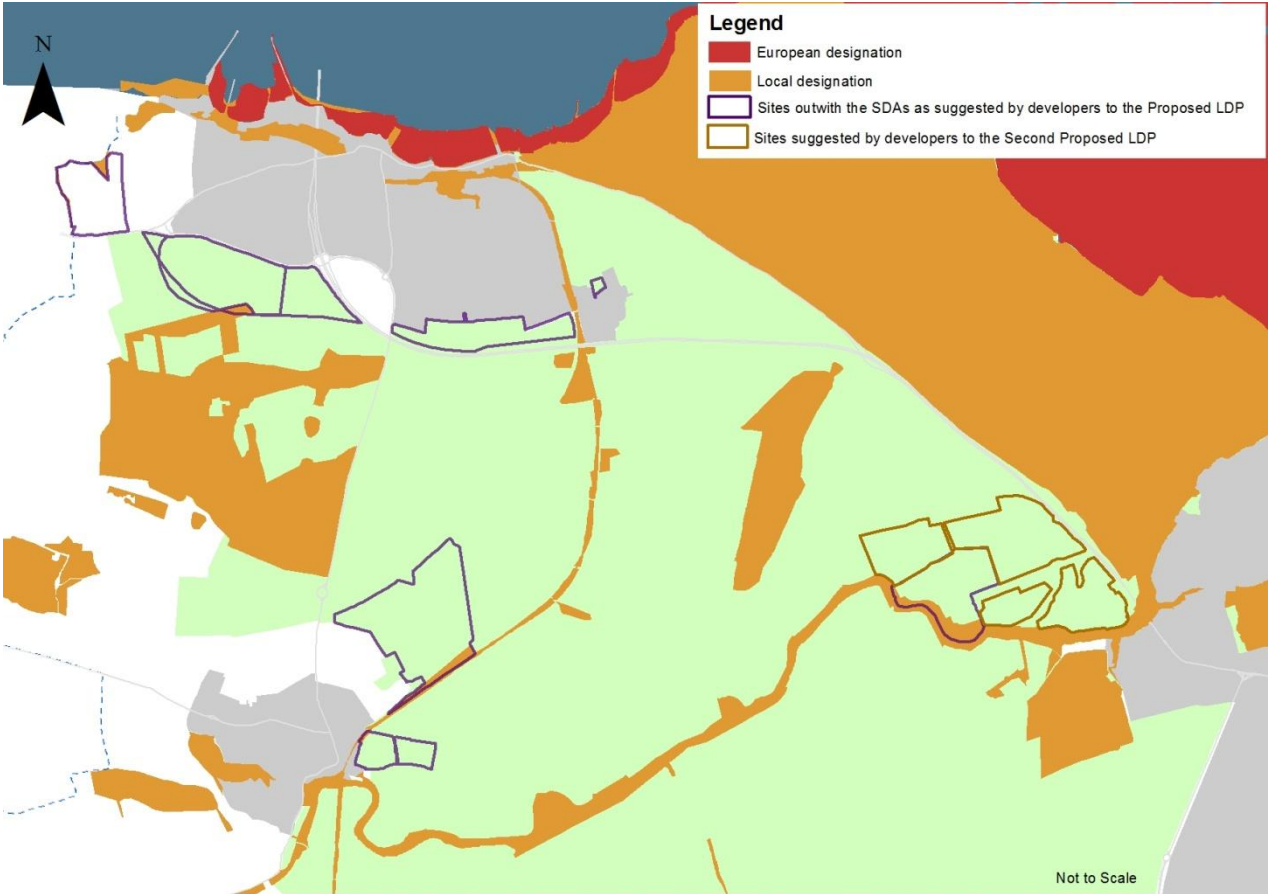 N
Legend
European designation
Local designation
Sites outwith the SDAs as suggested by developers to the Proposed LDP
Sites suggested by developers to the Second Proposed LDP
Not to Scale